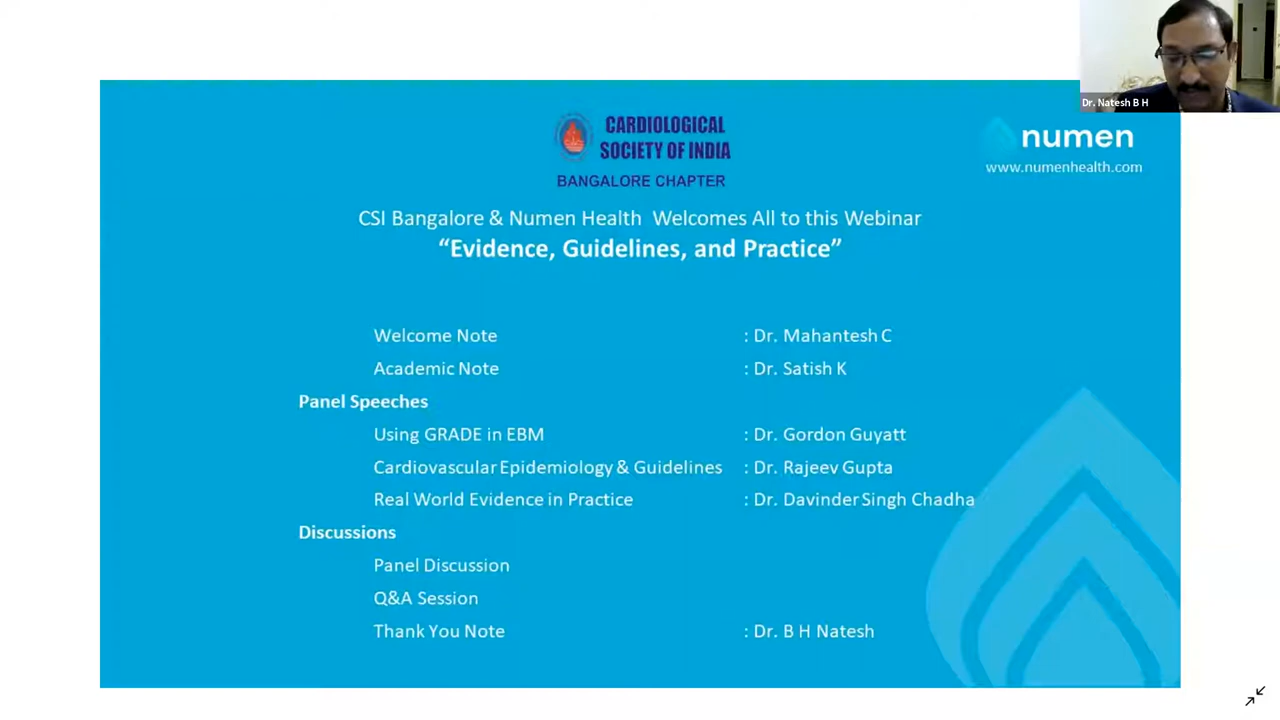 Dr. Natesh B H
CARDIOLOGICAL
SOCIETY OF INDIA
BANGALORE CHAPTER
numen
www.numenhealth.com
CSI Bangalore & Numen Health Welcomes All to this Webinar
“Evidence, Guidelines, and Practice”
Welcome Note : Dr. Mahantesh C
Academic Note : Dr. Satish K
Panel Speeches
Using GRADE in EBM : Dr. Gordon Guyatt
Cardiovascular Epidemiology & Guidelines : Dr. Rajeev Gupta
Real World Evidence in Practice : Dr. Davinder Singh Chadha
Discussions
Panel Discussion
Q&A Session
Thank You Note : Dr. B H Natesh